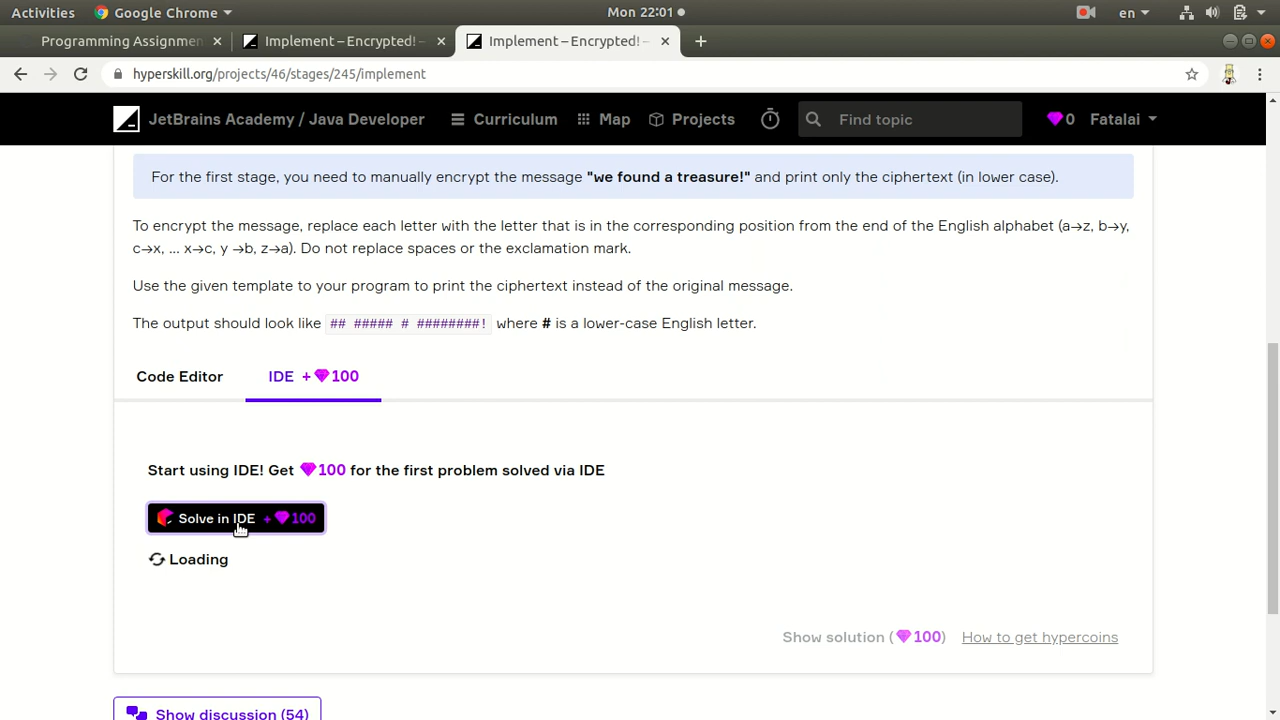 Activities Google Chrome Mon 22:01 en
Programming Assignmen Implement – Encrypted! – Implement – Encrypted! –
hyperskill.org/projects/46/stages/245/implement
JetBrains Academy / Java Developer Curriculum Map Projects Find topic 0 Fatalai
For the first stage, you need to manually encrypt the message "we found a treasure!" and print only the ciphertext (in lower case).
To encrypt the message, replace each letter with the letter that is in the corresponding position from the end of the English alphabet (a→z, b→y,
c→x, ... x→c, y →b, z→a). Do not replace spaces or the exclamation mark.
Use the given template to your program to print the ciphertext instead of the original message.
The output should look like ## ##### # ########! where # is a lower-case English letter.
Code Editor IDE + 100
Start using IDE! Get 100 for the first problem solved via IDE
Solve in IDE + 100
Loading
Show solution ( 100) How to get hypercoins
Show discussion (54)